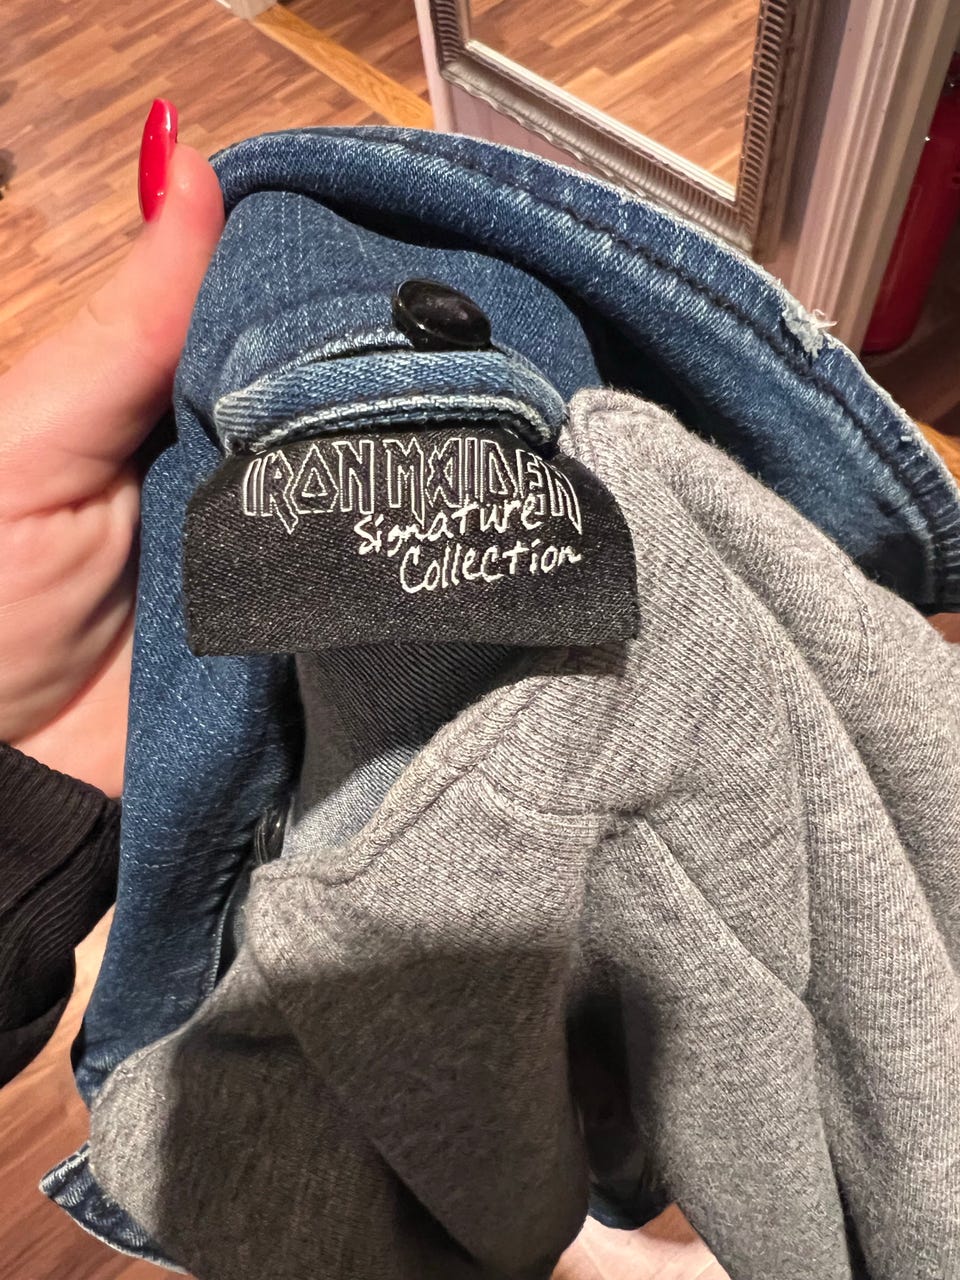 IRON MAIDEN
Signature
Collection